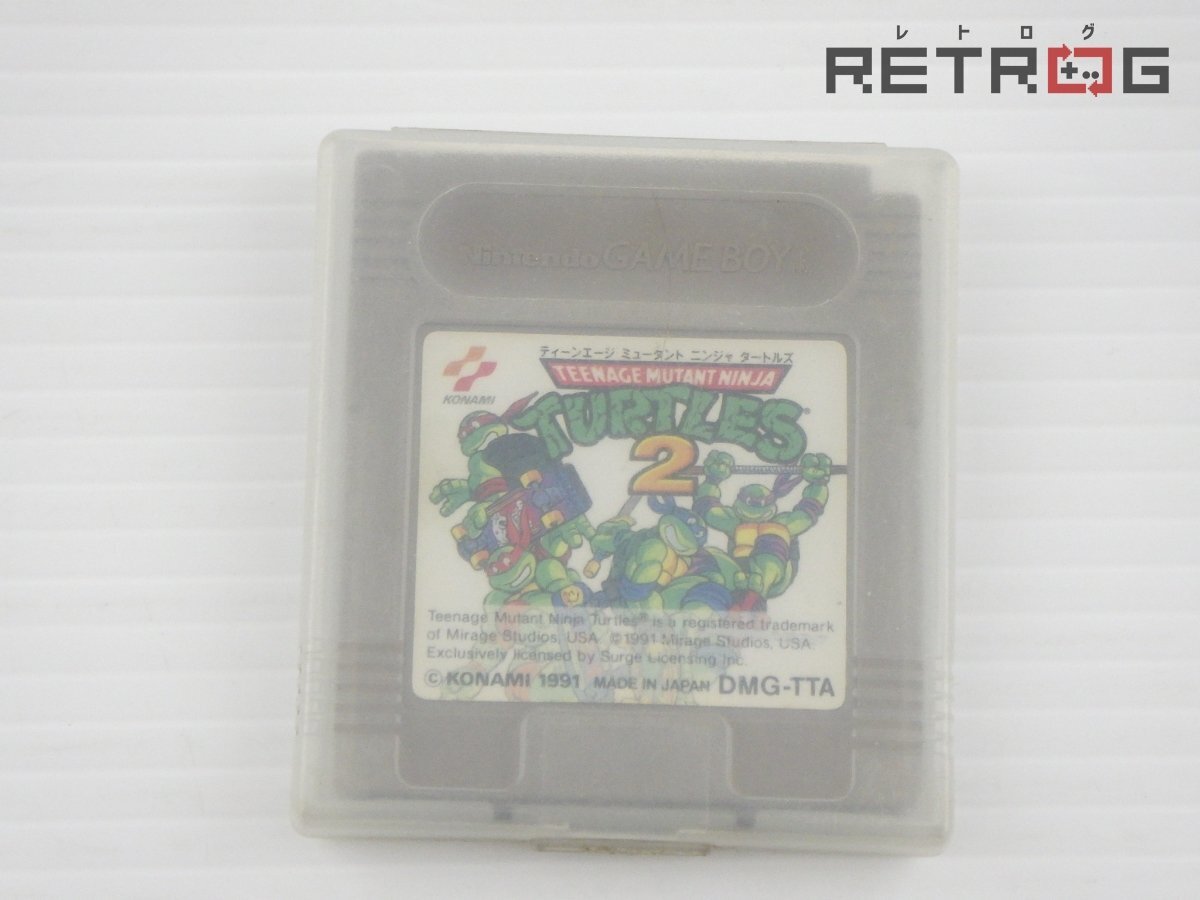 レトログ
RETROG
Nintendo GAME BOY
ティーンエージ ミュータント ニンジャ タートルズ
KONAMI
TEENAGE MUTANT NINJA
TURTLES®
2
Teenage Mutant Ninja Turtles® is a registered trademark
of Mirage Studios, USA ©1991 Mirage Studios, USA
Exclusively licensed by Surge Licensing Inc.
© KONAMI 1991 MADE IN JAPAN DMG-TTA